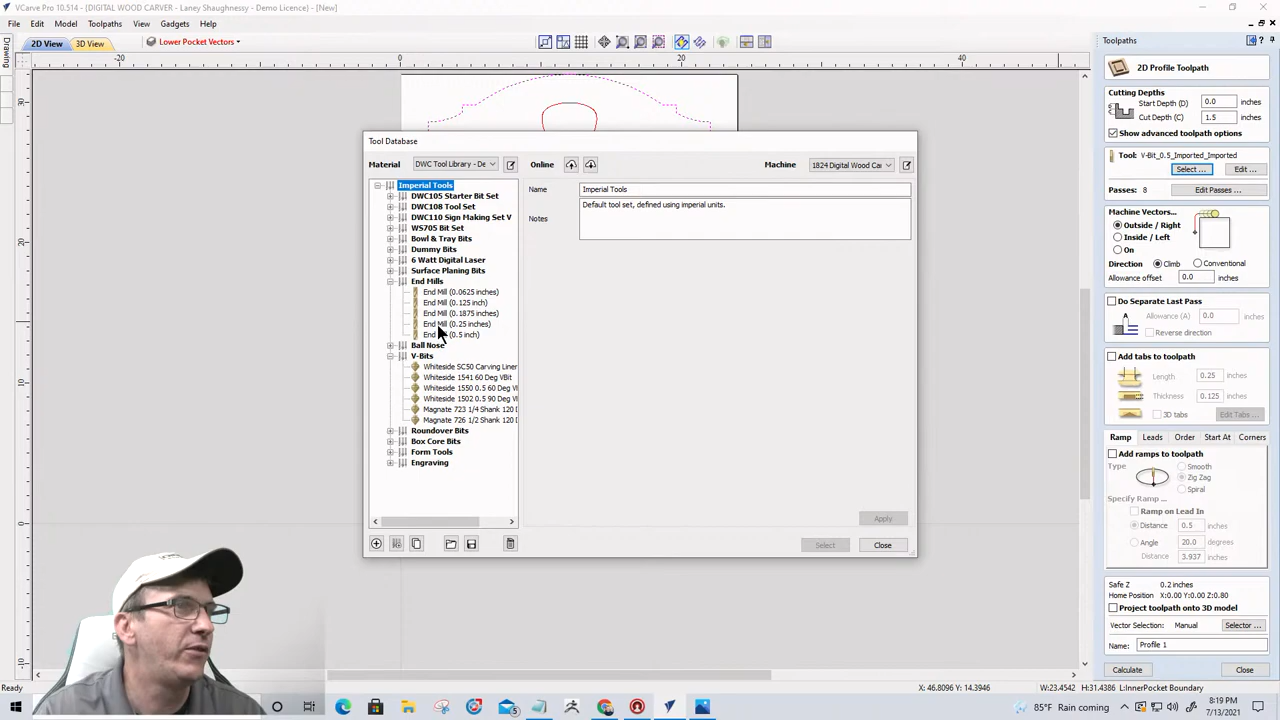 VCarve Pro 10.514 - {DIGITAL WOOD CARVER - Laney Shaughnessy - Demo Licence} - [New]
File Edit Model Toolpaths View Gadgets Help
2D View 3D View Lower Pocket Vectors
Drawing
-20 0 20 40
30
20
10
0
10
Tool Database
Material DWC Tool Library - De Online Machine 1824 Digital Wood Ca
Imperial Tools
DWC105 Starter Bit Set
DWC108 Tool Set
DWC110 Sign Making Set V
WS705 Bit Set
Bowl & Tray Bits
Dummy Bits
6 Watt Digital Laser
Surface Planing Bits
End Mills
End Mill (0.0625 inches)
End Mill (0.125 inch)
End Mill (0.1875 inches)
End Mill (0.25 inches)
End (0.5 inch)
Ball Nose
V-Bits
Whiteside SC50 Carving Liner
Whiteside 1541 60 Deg VBit
Whiteside 1550 0.5 60 Deg VB
Whiteside 1502 0.5 90 Deg V
Magnate 723 1/4 Shank 120 D
Magnate 726 1/2 Shank 120 D
Roundover Bits
Box Core Bits
Form Tools
Engraving
Name Imperial Tools
Notes Default tool set, defined using imperial units.
Apply
Select Close
Toolpaths
2D Profile Toolpath
Cutting Depths
Start Depth (D) 0.0 inches
Cut Depth (C) 1.5 inches
Show advanced toolpath options
Tool: V-Bit_0.5_Imported_Imported
Select ... Edit ...
Passes: 8 Edit Passes ...
Machine Vectors...
Outside / Right
Inside / Left
On
Direction Climb Conventional
Allowance offset 0.0
Do Separate Last Pass
Allowance (A) 0.0 inches
Reverse direction
Add tabs to toolpath
Length 0.25 inches
Thickness 0.125 inches
3D tabs Edit Tabs ...
Ramp Leads Order Start At Corners
Add ramps to toolpath
Type Smooth
Zig Zag
Spiral
Specify Ramp ...
Ramp on Lead In
Distance 0.5 inches
Angle 20.0 degrees
Distance 3.937 inches
Safe Z 0.2 inches
Home Position X:0.00 Y:0.00 Z:0.80
Project toolpath onto 3D model
Vector Selection: Manual Selector ...
Name: Profile 1
Calculate Close
Ready X: 46.8096 Y: 14.3946 W:23.4542 H:31.4386 L:InnerPocket Boundary
5 85°F Raining coming 8:19 PM
7/13/2021